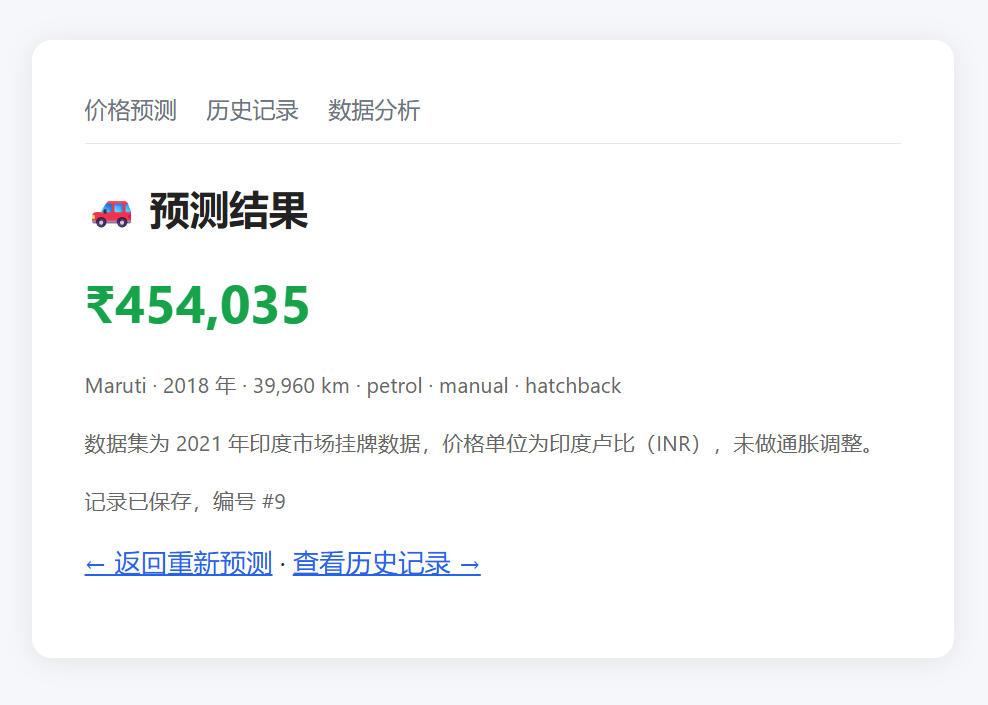 价格预测 历史记录 数据分析
🚗 预测结果
₹454,035
Maruti · 2018 年 · 39,960 km · petrol · manual · hatchback
数据集为 2021 年印度市场挂牌数据，价格单位为印度卢比（INR），未做通胀调整。
记录已保存，编号 #9
← 返回重新预测 · 查看历史记录 →